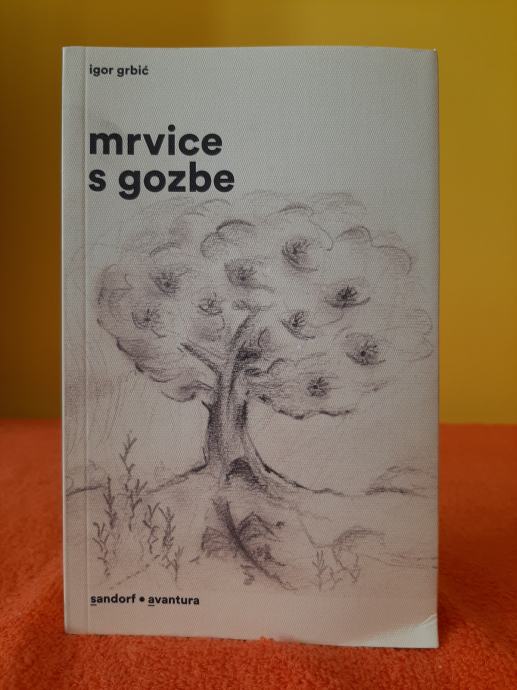 igor grbić
mrvice
s gozbe
sandorf • avantura